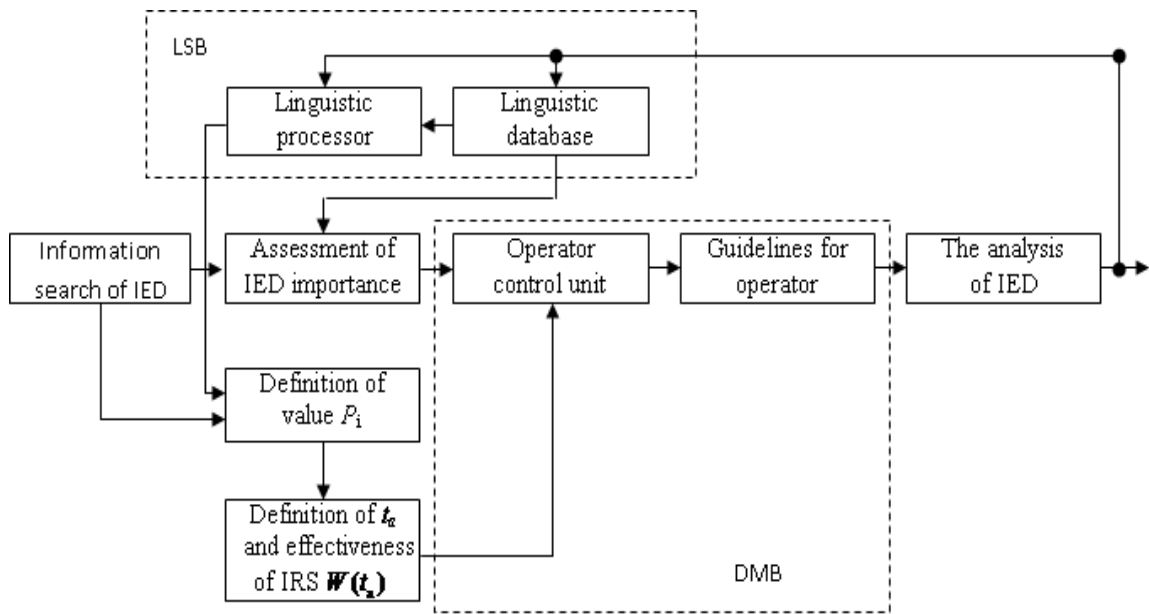 LSB
Linguistic
processor
Linguistic
database
Information
search of IED
Assessment of
IED importance
Operator
control unit
Guidelines for
operator
The analysis
of IED
Definition of
value Pi
Definition of ta
and effectiveness
of IRS W(ta)
DMB